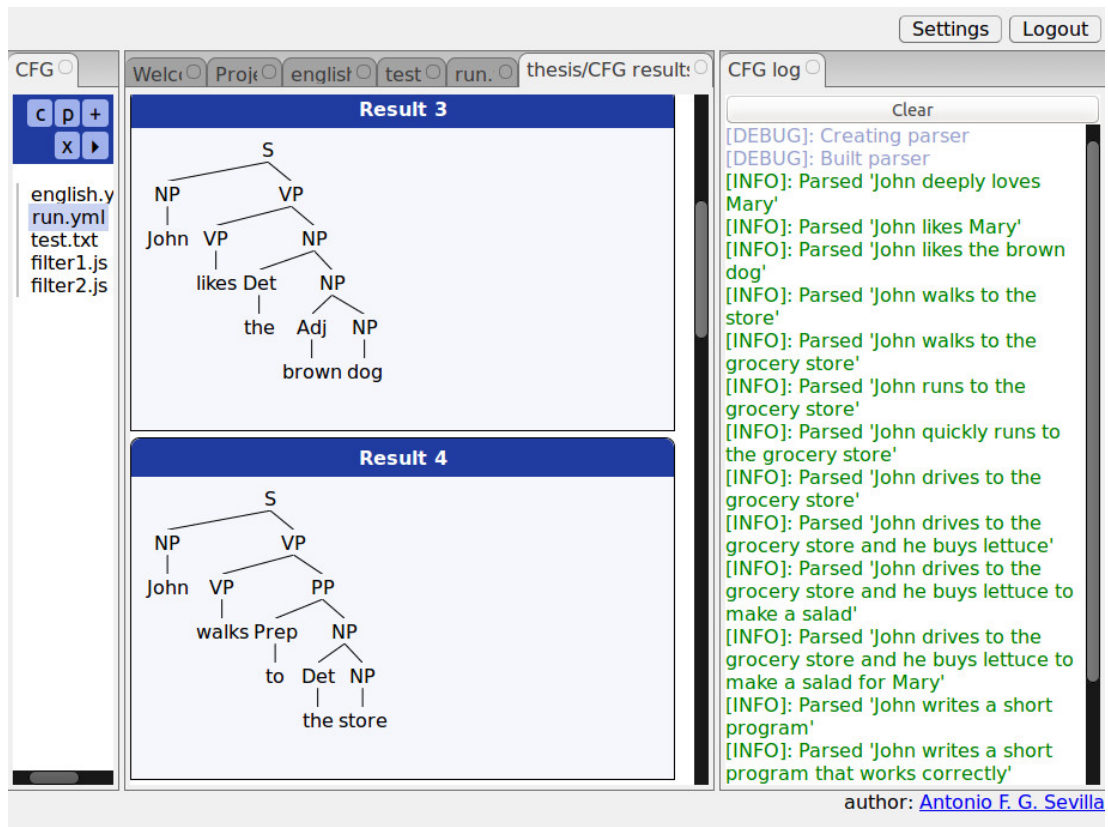 Settings Logout
CFG
c p +
x
english.y
run.yml
test.txt
filter1.js
filter2.js
Welc Proje english test run. thesis/CFG results
Result 3
S
NP VP
John VP NP
likes Det NP
the Adj NP
brown dog
Result 4
S
NP VP
John VP PP
walks Prep NP
to Det NP
the store
CFG log
Clear
[DEBUG]: Creating parser
[DEBUG]: Built parser
[INFO]: Parsed 'John deeply loves
Mary'
[INFO]: Parsed 'John likes Mary'
[INFO]: Parsed 'John likes the brown
dog'
[INFO]: Parsed 'John walks to the
store'
[INFO]: Parsed 'John walks to the
grocery store'
[INFO]: Parsed 'John runs to the
grocery store'
[INFO]: Parsed 'John quickly runs to
the grocery store'
[INFO]: Parsed 'John drives to the
grocery store'
[INFO]: Parsed 'John drives to the
grocery store and he buys lettuce'
[INFO]: Parsed 'John drives to the
grocery store and he buys lettuce to
make a salad'
[INFO]: Parsed 'John drives to the
grocery store and he buys lettuce to
make a salad for Mary'
[INFO]: Parsed 'John writes a short
program'
[INFO]: Parsed 'John writes a short
program that works correctly'
author: Antonio F. G. Sevilla